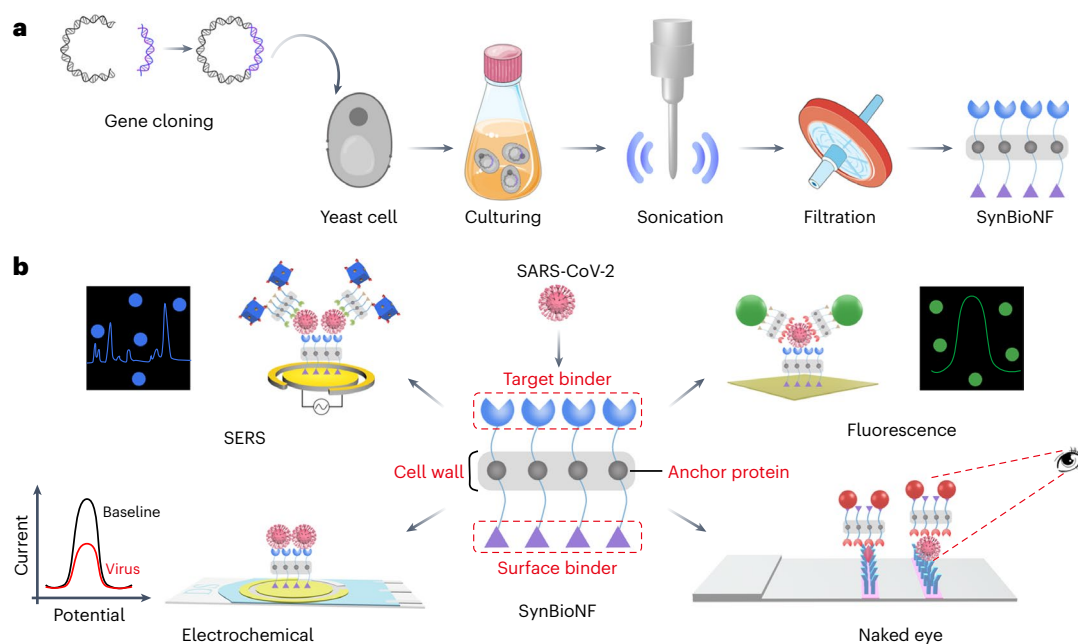 a
Gene cloning
Yeast cell
Culturing
Sonication
Filtration
SynBioNF
b
SARS-CoV-2
Target binder
SERS
Fluorescence
Cell wall
Anchor protein
Current
Baseline
Virus
Potential
Surface binder
Electrochemical
SynBioNF
Naked eye